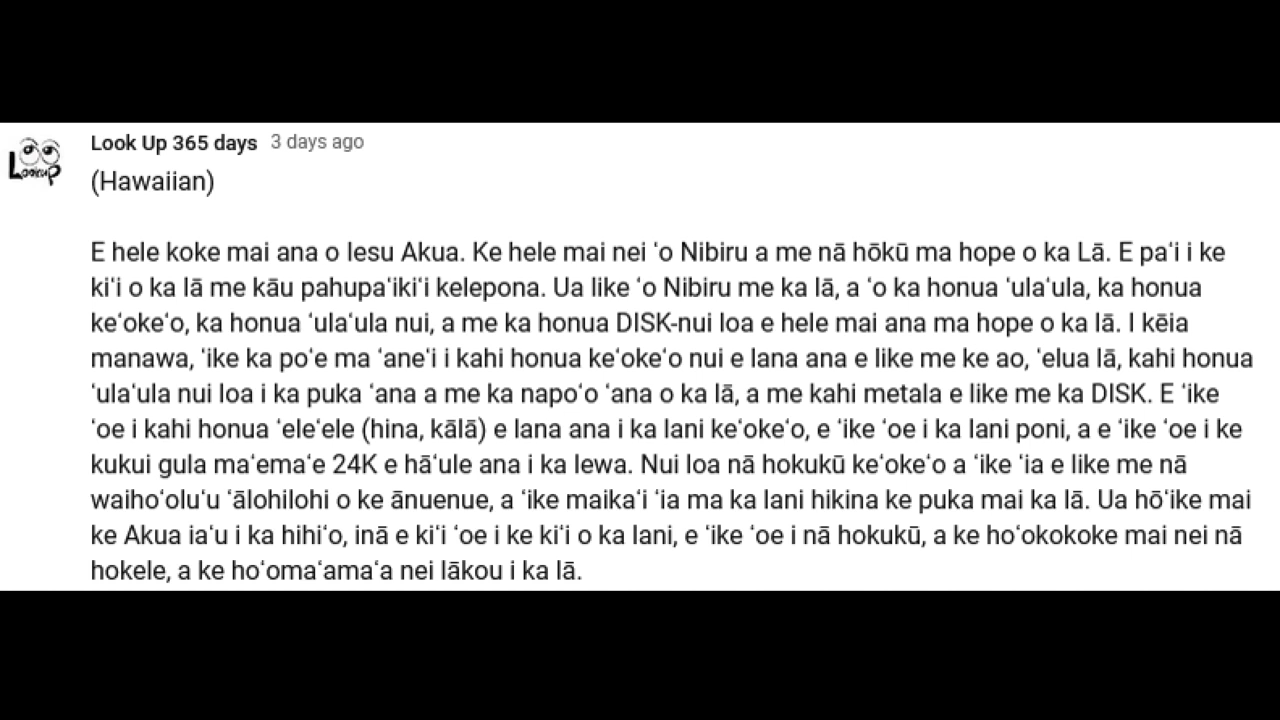 Lookup
Look Up 365 days 3 days ago
(Hawaiian)
E hele koke mai ana o Iesu Akua. Ke hele mai nei ʻo Nibiru a me nā hōkū ma hope o ka Lā. E paʻi i ke
kiʻi o ka lā me kāu pahupaʻikiʻi kelepona. Ua like ʻo Nibiru me ka lā, a ʻo ka honua ʻulaʻula, ka honua
keʻokeʻo, ka honua ʻulaʻula nui, a me ka honua DISK-nui loa e hele mai ana ma hope o ka lā. I kēia
manawa, ʻike ka poʻe ma ʻaneʻi i kahi honua keʻokeʻo nui e lana ana e like me ke ao, ʻelua lā, kahi honua
ʻulaʻula nui loa i ka puka ʻana a me ka napoʻo ʻana o ka lā, a me kahi metala e like me ka DISK. E ʻike
ʻoe i kahi honua ʻeleʻele (hina, kālā) e lana ana i ka lani keʻokeʻo, e ʻike ʻoe i ka lani poni, a e ʻike ʻoe i ke
kukui gula maʻemaʻe 24K e hāʻule ana i ka lewa. Nui loa nā hokukū keʻokeʻo a ʻike ʻia e like me nā
waihoʻoluʻu ʻālohilohi o ke ānuenue, a ʻike maikaʻi ʻia ma ka lani hikina ke puka mai ka lā. Ua hōʻike mai
ke Akua iaʻu i ka hihiʻo, inā e kiʻi ʻoe i ke kiʻi o ka lani, e ʻike ʻoe i nā hokukū, a ke hoʻokokoke mai nei nā
hokele, a ke hoʻomaʻamaʻa nei lākou i ka lā.